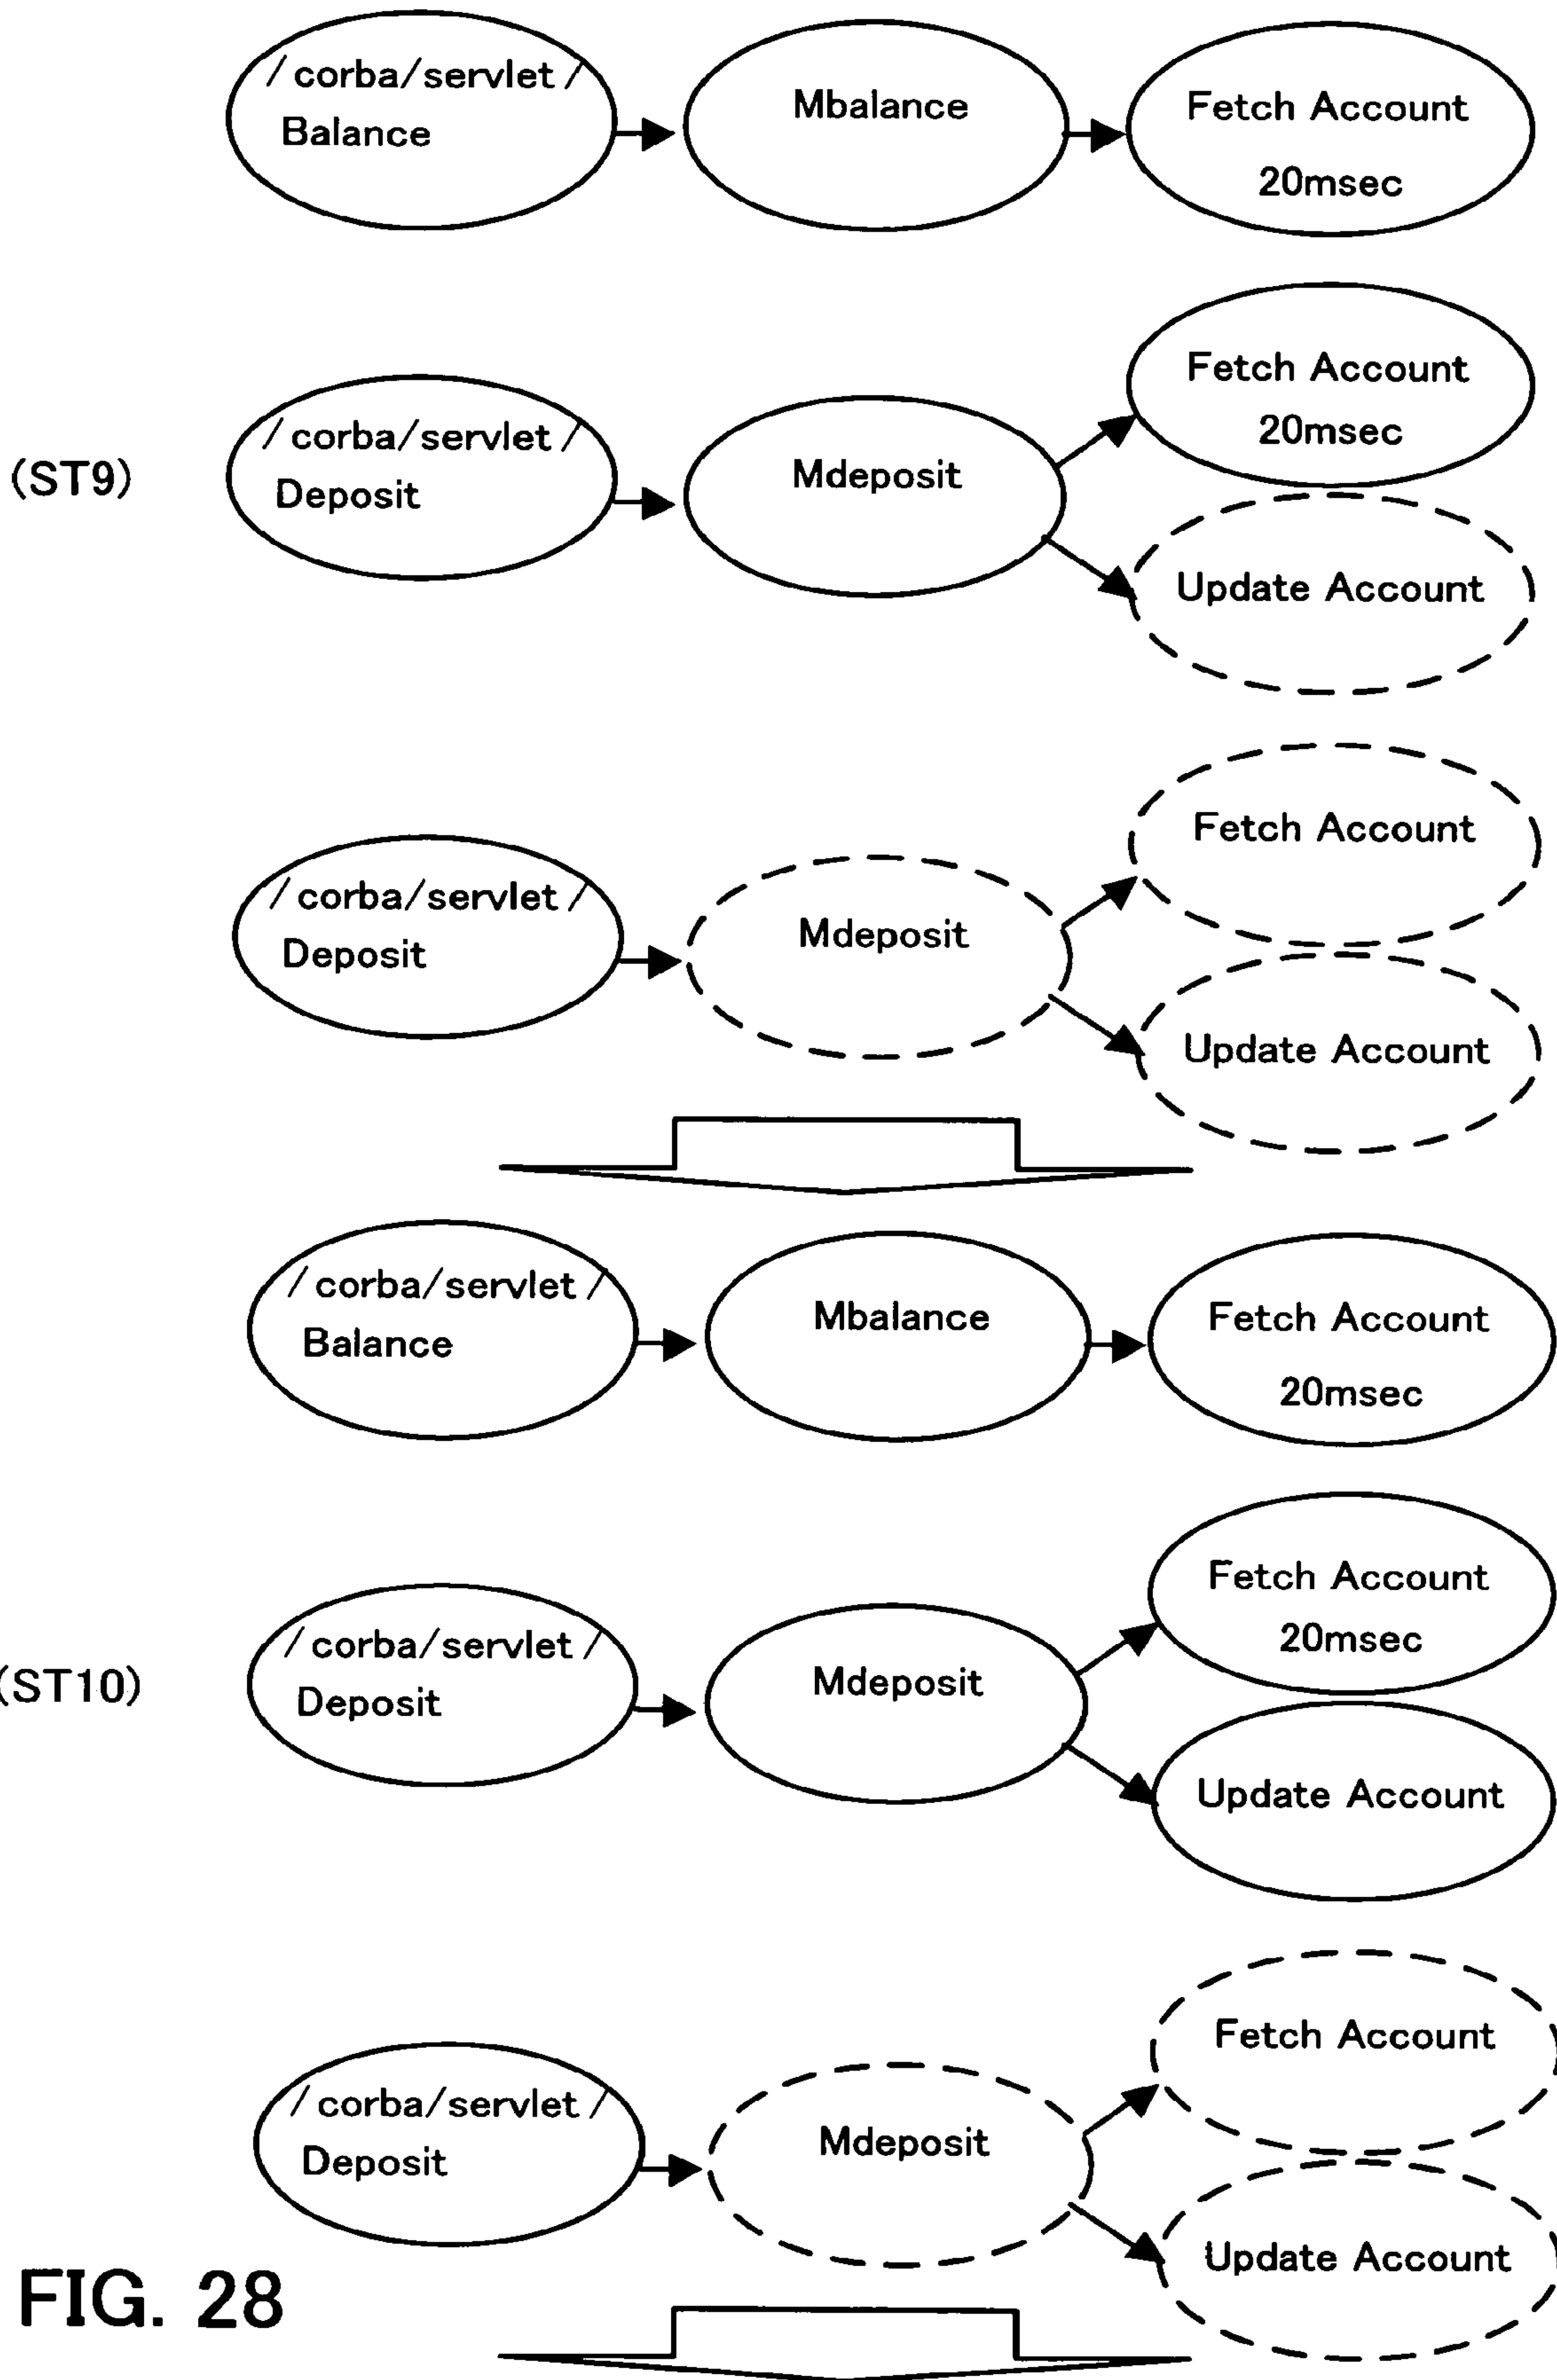 / corba/servlet /
Balance
Mbalance
Fetch Account
20msec
(ST9)
/ corba/servlet /
Deposit
Mdeposit
Fetch Account
20msec
Update Account
/ corba/servlet /
Deposit
Mdeposit
Fetch Account
Update Account
/ corba/servlet /
Balance
Mbalance
Fetch Account
20msec
(ST10)
/ corba/servlet /
Deposit
Mdeposit
Fetch Account
20msec
Update Account
/ corba/servlet /
Deposit
Mdeposit
Fetch Account
Update Account
FIG. 28